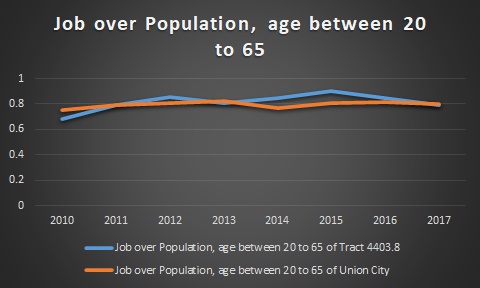 Job over Population, age between 20
to 65
1
0.8
0.6
0.4
0.2
0
2010 2011 2012 2013 2014 2015 2016 2017
Job over Population, age between 20 to 65 of Tract 4403.8
Job over Population, age between 20 to 65 of Union City